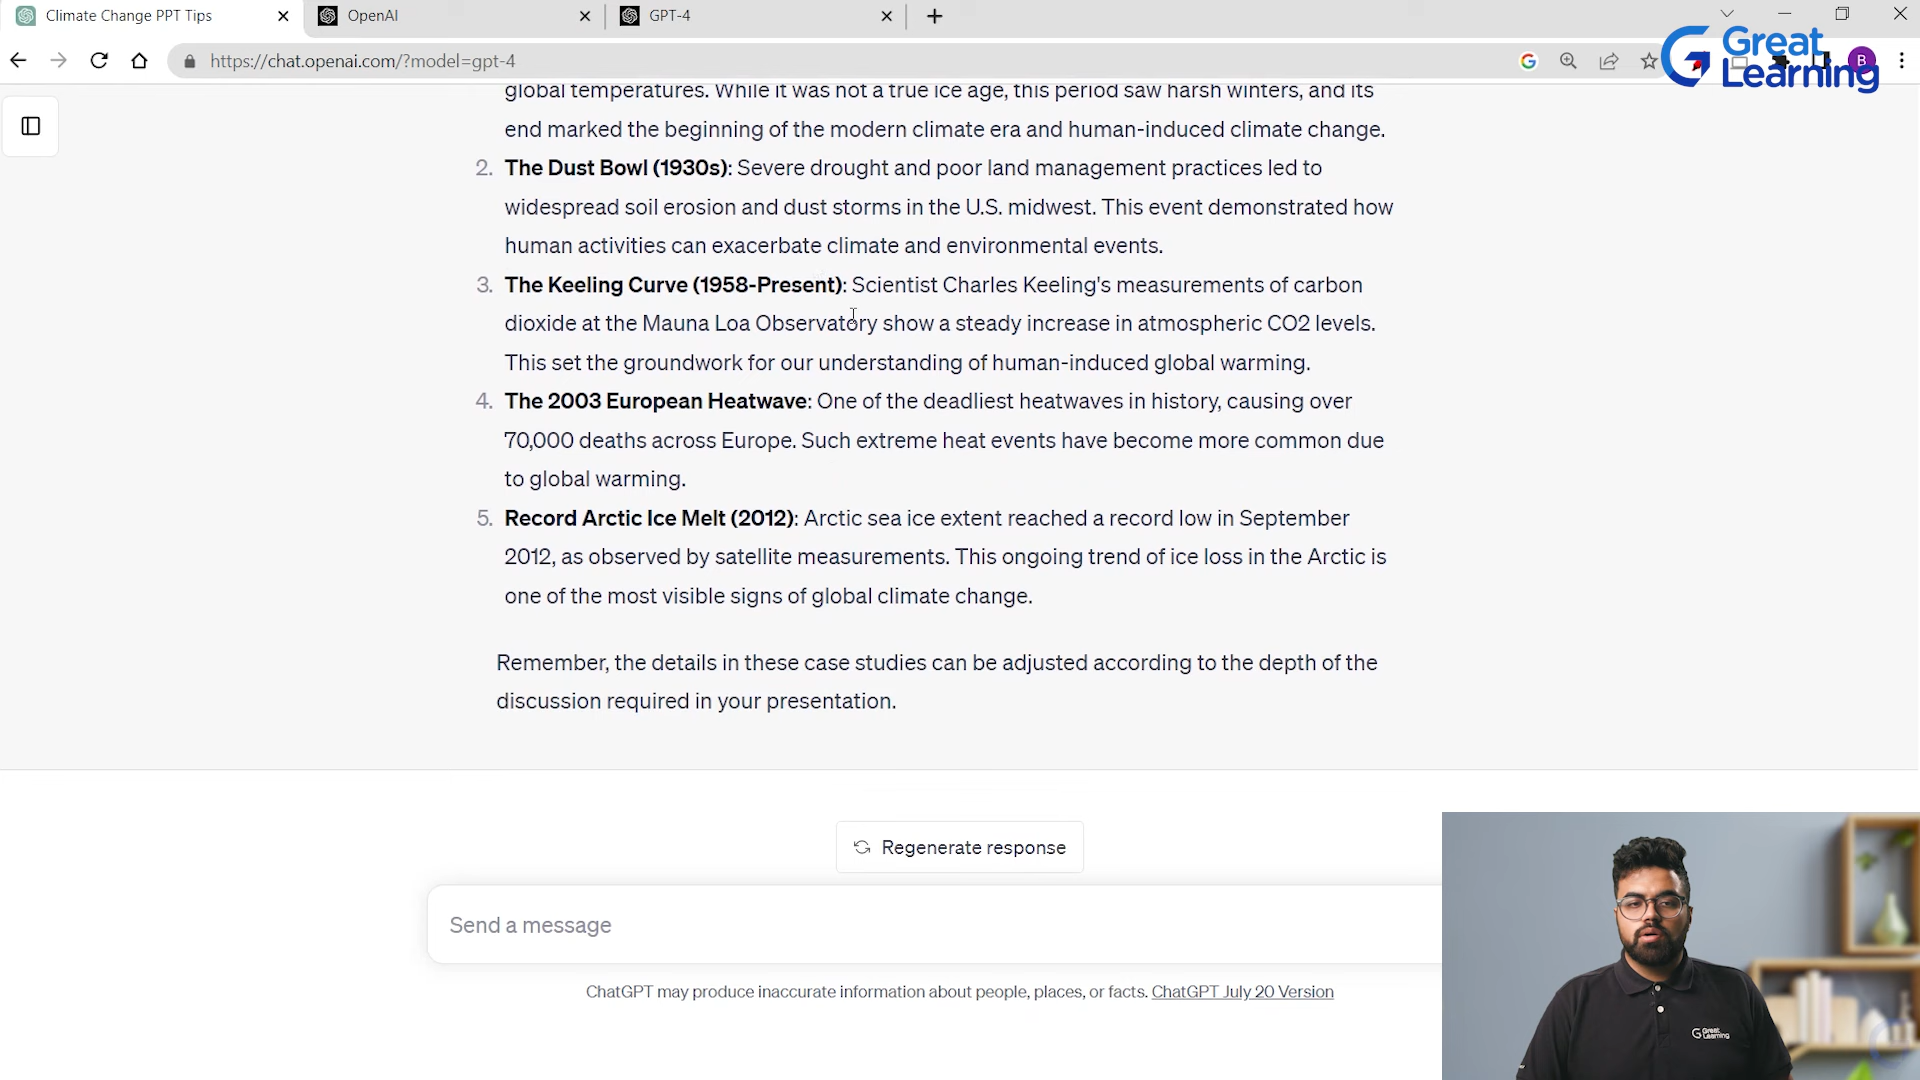 Climate Change PPT Tips
OpenAI
GPT-4
https://chat.openai.com/?model=gpt-4
B
Great
Learning
global temperatures. While it was not a true ice age, this period saw harsh winters, and its
end marked the beginning of the modern climate era and human-induced climate change.
2. The Dust Bowl (1930s): Severe drought and poor land management practices led to
widespread soil erosion and dust storms in the U.S. midwest. This event demonstrated how
human activities can exacerbate climate and environmental events.
3. The Keeling Curve (1958-Present): Scientist Charles Keeling's measurements of carbon
dioxide at the Mauna Loa Observatory show a steady increase in atmospheric CO2 levels.
This set the groundwork for our understanding of human-induced global warming.
4. The 2003 European Heatwave: One of the deadliest heatwaves in history, causing over
70,000 deaths across Europe. Such extreme heat events have become more common due
to global warming.
5. Record Arctic Ice Melt (2012): Arctic sea ice extent reached a record low in September
2012, as observed by satellite measurements. This ongoing trend of ice loss in the Arctic is
one of the most visible signs of global climate change.
Remember, the details in these case studies can be adjusted according to the depth of the
discussion required in your presentation.
Regenerate response
Send a message
ChatGPT may produce inaccurate information about people, places, or facts. ChatGPT July 20 Version
Great
Learning